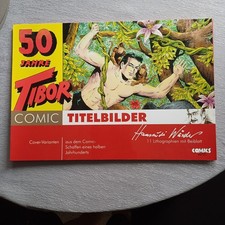 50
JAHRE
TIBOR
COMIC TITELBILDER
Cover-Varianten aus dem Comic-
Schaffen eines halben
Jahrhunderts
Hansrudi Wäscher
11 Lithographien mit Beiblatt
COMICS